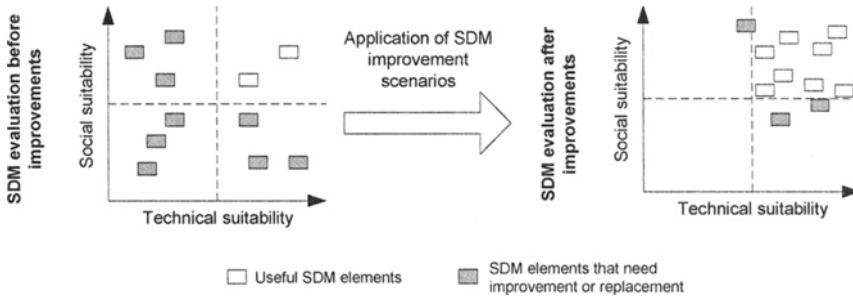 SDM evaluation before
improvements
Social suitability
Technical suitability
Application of SDM
improvement
scenarios
SDM evaluation after
improvements
Social suitability
Technical suitability
Useful SDM elements
SDM elements that need
improvement or replacement